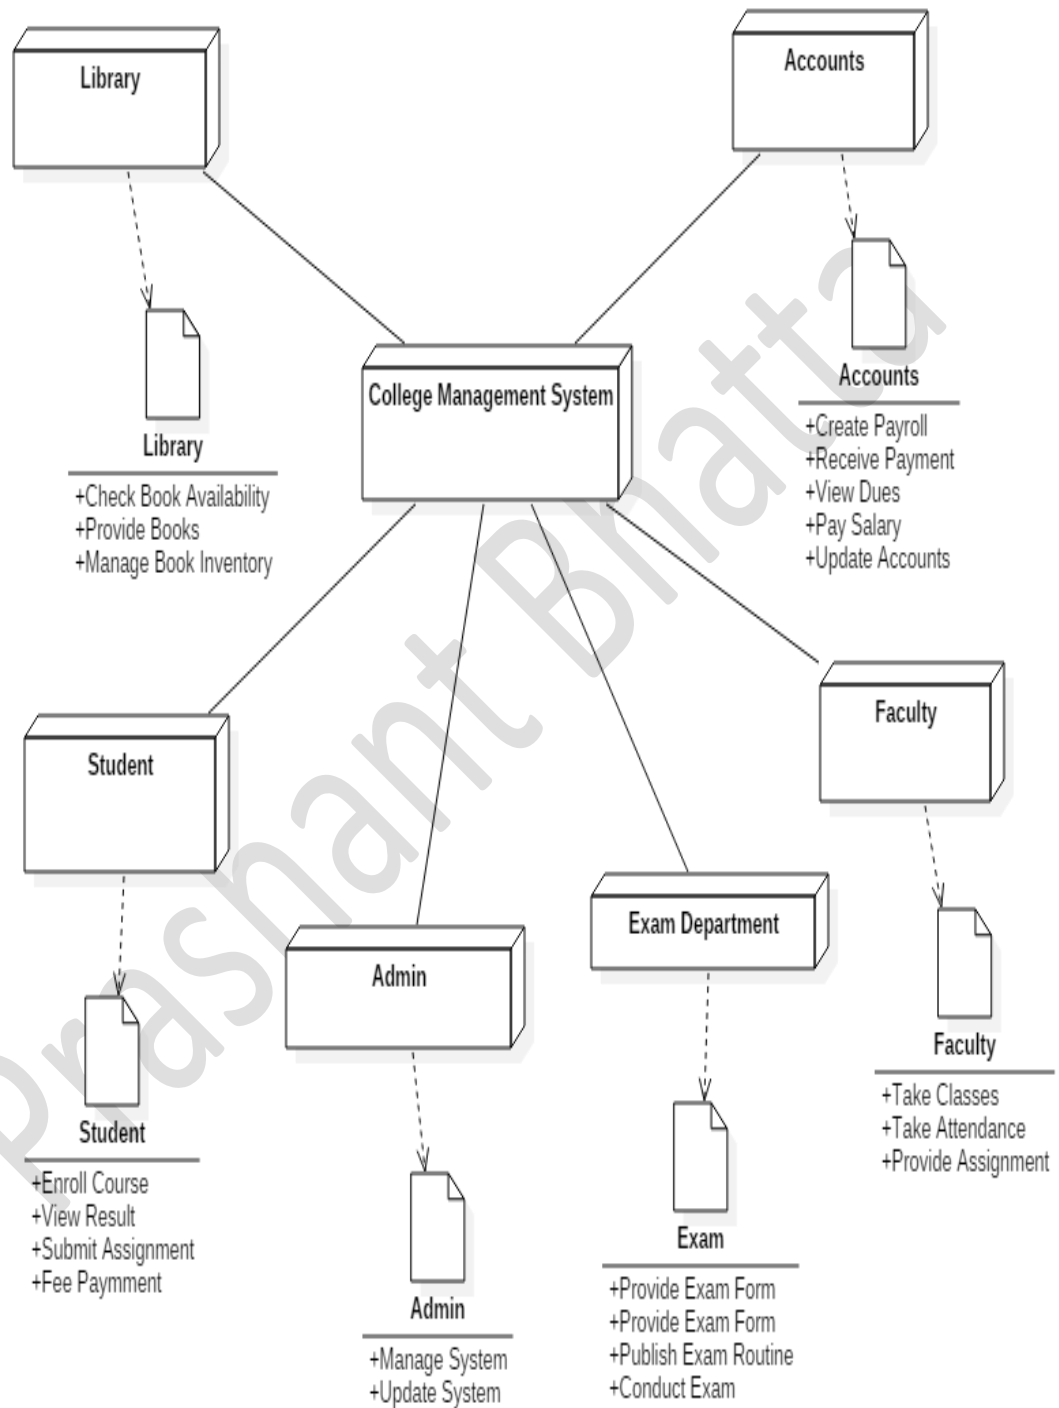 Library
Accounts
College Management System
Library
+Check Book Availability
+Provide Books
+Manage Book Inventory
Accounts
+Create Payroll
+Receive Payment
+View Dues
+Pay Salary
+Update Accounts
Student
Faculty
Admin
Exam Department
Student
+Enroll Course
+View Result
+Submit Assignment
+Fee Paymment
Admin
+Manage System
+Update System
Exam
+Provide Exam Form
+Provide Exam Form
+Publish Exam Routine
+Conduct Exam
Faculty
+Take Classes
+Take Attendance
+Provide Assignment
Prashant Bhatta